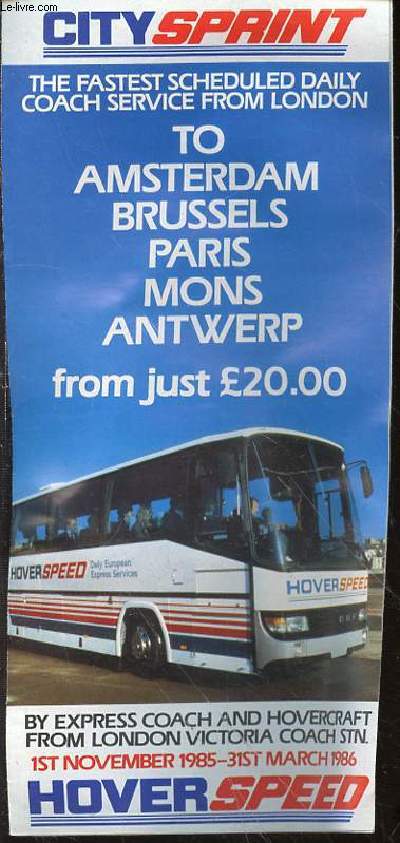 Le-livre.com
CITYSPRINT
THE FASTEST SCHEDULED DAILY
COACH SERVICE FROM LONDON
TO
AMSTERDAM
BRUSSELS
PARIS
MONS
ANTWERP
from just £20.00
HOVERSPEED Daily European
Express Services
HOVERSPEED
BY EXPRESS COACH AND HOVERCRAFT
FROM LONDON VICTORIA COACH STN.
1ST NOVEMBER 1985-31ST MARCH 1986
HOVERSPEED